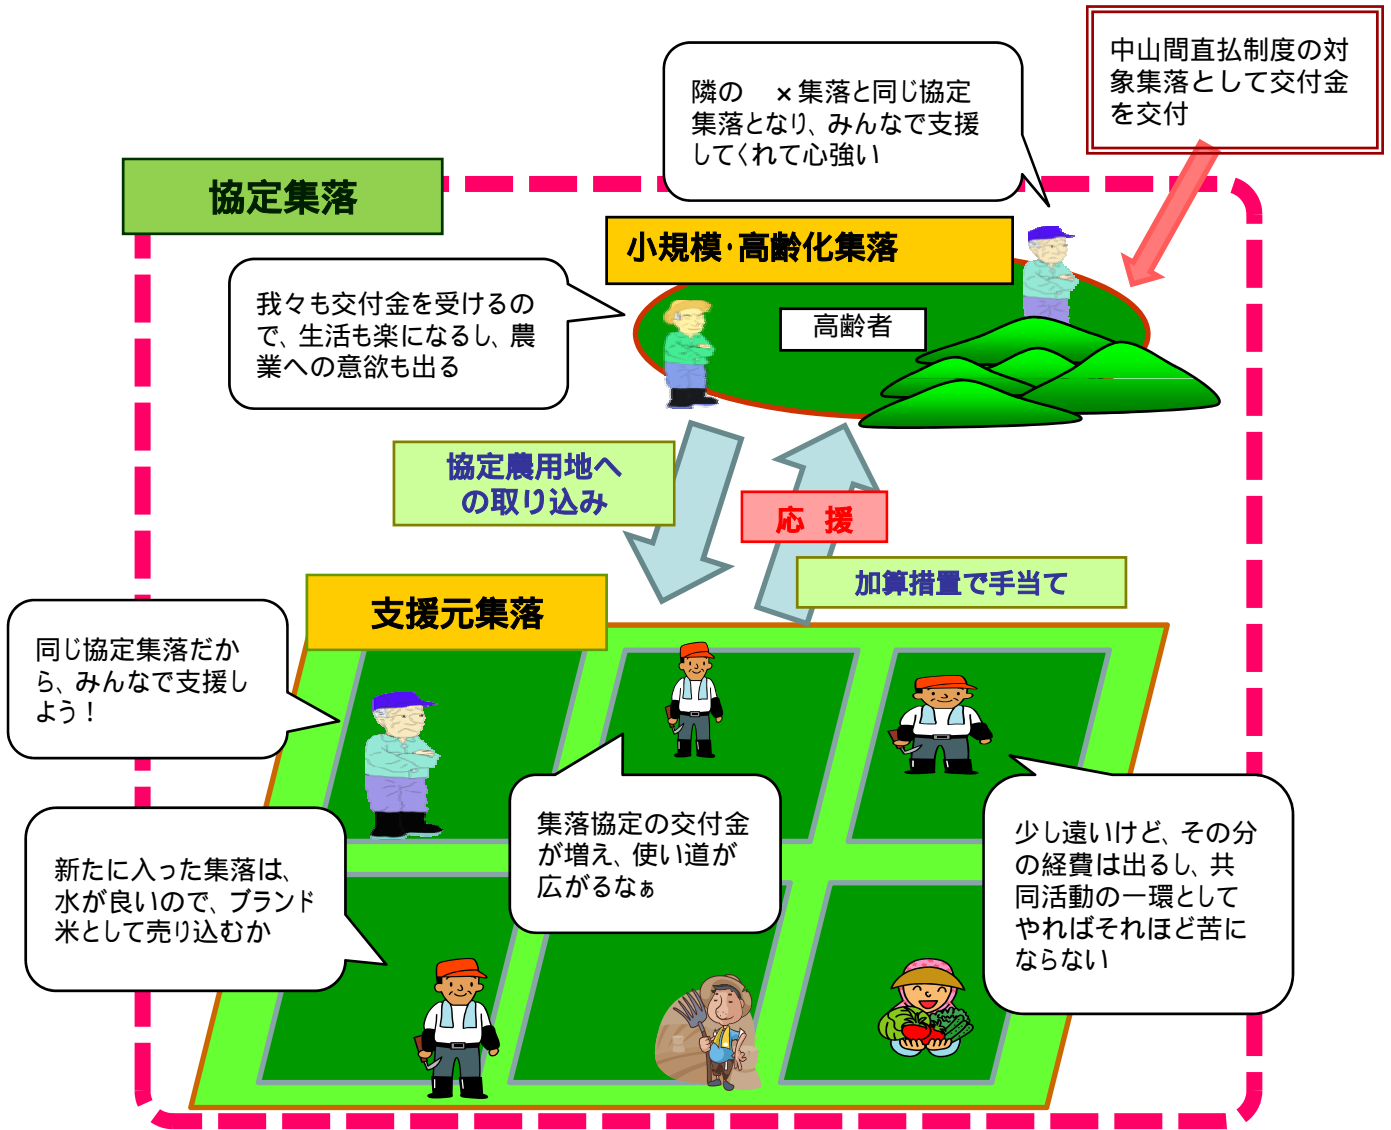 中山間直払制度の対
象集落として交付金
を交付
隣の　×集落と同じ協定
集落となり、みんなで支援
してくれて心強い
協定集落
小規模・高齢化集落
我々も交付金を受けるの
で、生活も楽になるし、農
業への意欲も出る
高齢者
協定農用地へ
の取り込み
応 援
加算措置で手当て
支援元集落
同じ協定集落だか
ら、みんなで支援し
よう！
集落協定の交付金
が増え、使い道が
広がるなぁ
少し遠いけど、その分
の経費は出るし、共
同活動の一環として
やればそれほど苦に
ならない
新たに入った集落は、
水が良いので、ブランド
米として売り込むか